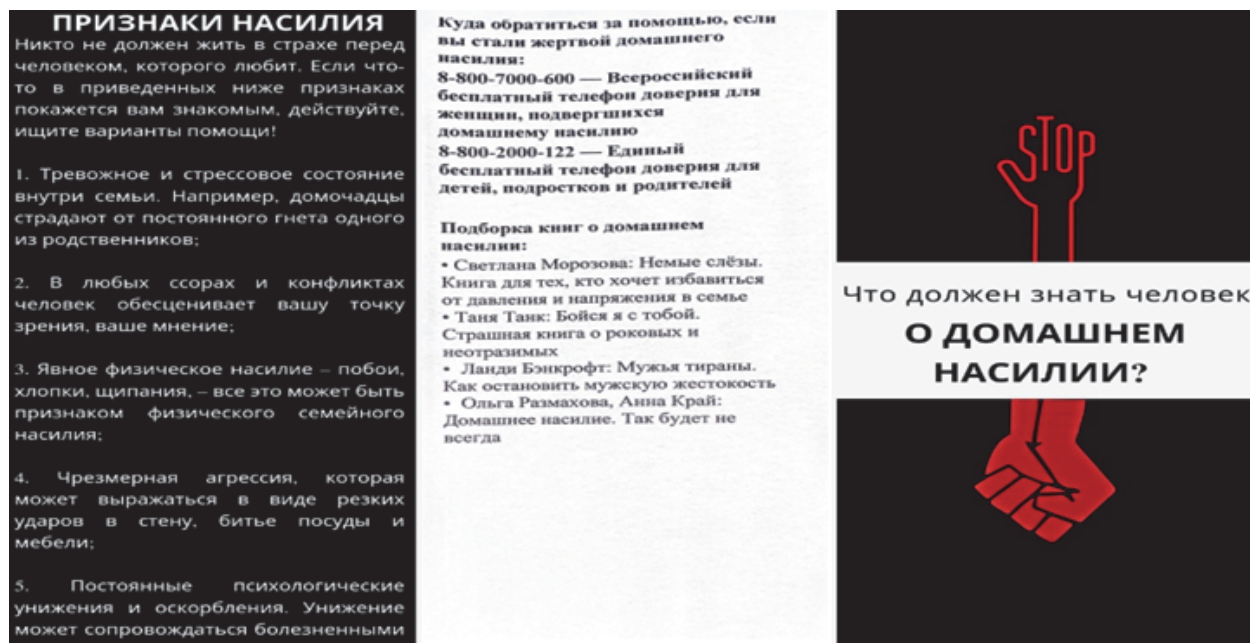 ПРИЗНАКИ НАСИЛИЯ
Никто не должен жить в страхе перед
человеком, которого любит. Если что-
то в приведенных ниже признаках
покажется вам знакомым, действуйте,
ищите варианты помощи!
1. Тревожное и стрессовое состояние
внутри семьи. Например, домочадцы
страдают от постоянного гнета одного
из родственников;
2. В любых ссорах и конфликтах
человек обесценивает вашу точку
зрения, ваше мнение;
3. Явное физическое насилие – побои,
хлопки, щипания, – все это может быть
признаком физического семейного
насилия;
4. Чрезмерная агрессия, которая
может выражаться в виде резких
ударов в стену, битье посуды и
мебели;
5. Постоянные психологические
унижения и оскорбления. Унижение
может сопровождаться болезненными
Куда обратиться за помощью, если
вы стали жертвой домашнего
насилия:
8-800-7000-600 — Всероссийский
бесплатный телефон доверия для
женщин, подвергшихся
домашнему насилию
8-800-2000-122 — Единый
бесплатный телефон доверия для
детей, подростков и родителей
Подборка книг о домашнем
насилии:
• Светлана Морозова: Немые слёзы.
Книга для тех, кто хочет избавиться
от давления и напряжения в семье
• Таня Танк: Бойся я с тобой.
Страшная книга о роковых и
неотразимых
• Ланди Бэнкрофт: Мужья тираны.
Как остановить мужскую жестокость
• Ольга Размахова, Анна Край:
Домашнее насилие. Так будет не
всегда
STOP
Что должен знать человек
О ДОМАШНЕМ
НАСИЛИИ?